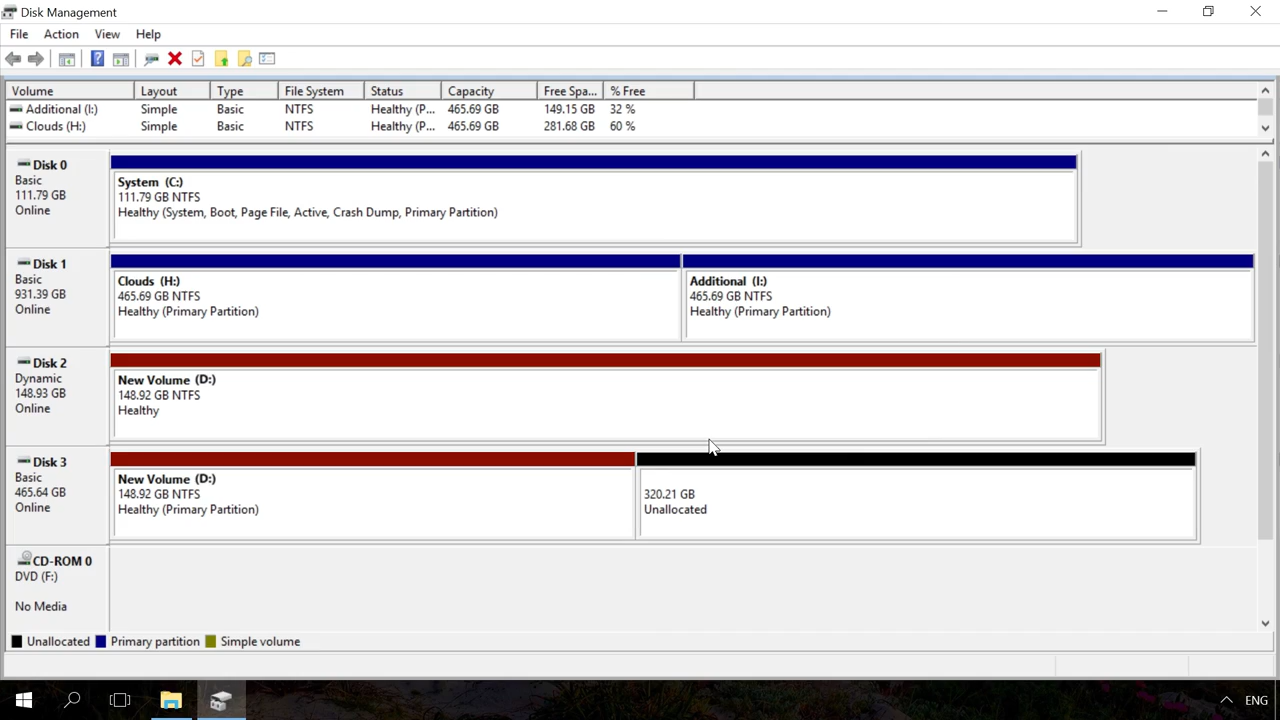 Disk Management
File Action View Help
Volume Layout Type File System Status Capacity Free Spa... % Free
Additional (I:) Simple Basic NTFS Healthy (P... 465.69 GB 149.15 GB 32 %
Clouds (H:) Simple Basic NTFS Healthy (P... 465.69 GB 281.68 GB 60 %
Disk 0
Basic
111.79 GB
Online
System (C:)
111.79 GB NTFS
Healthy (System, Boot, Page File, Active, Crash Dump, Primary Partition)
Disk 1
Basic
931.39 GB
Online
Clouds (H:)
465.69 GB NTFS
Healthy (Primary Partition)
Additional (I:)
465.69 GB NTFS
Healthy (Primary Partition)
Disk 2
Dynamic
148.93 GB
Online
New Volume (D:)
148.92 GB NTFS
Healthy
Disk 3
Basic
465.64 GB
Online
New Volume (D:)
148.92 GB NTFS
Healthy (Primary Partition)
320.21 GB
Unallocated
CD-ROM 0
DVD (F:)
No Media
Unallocated Primary partition Simple volume
ENG